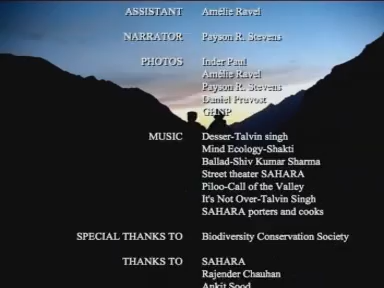 ASSISTANT Amélie Ravel
NARRATOR Payson R. Stevens
PHOTOS Inder Paul
Amélie Ravel
Payson R. Stevens
Daniel Pruvost
GHNP
MUSIC Desser-Talvin singh
Mind Ecology-Shakti
Ballad-Shiv Kumar Sharma
Street theater SAHARA
Piloo-Call of the Valley
It's Not Over-Talvin Singh
SAHARA porters and cooks
SPECIAL THANKS TO Biodiversity Conservation Society
THANKS TO SAHARA
Rajender Chauhan
Ankit Sood